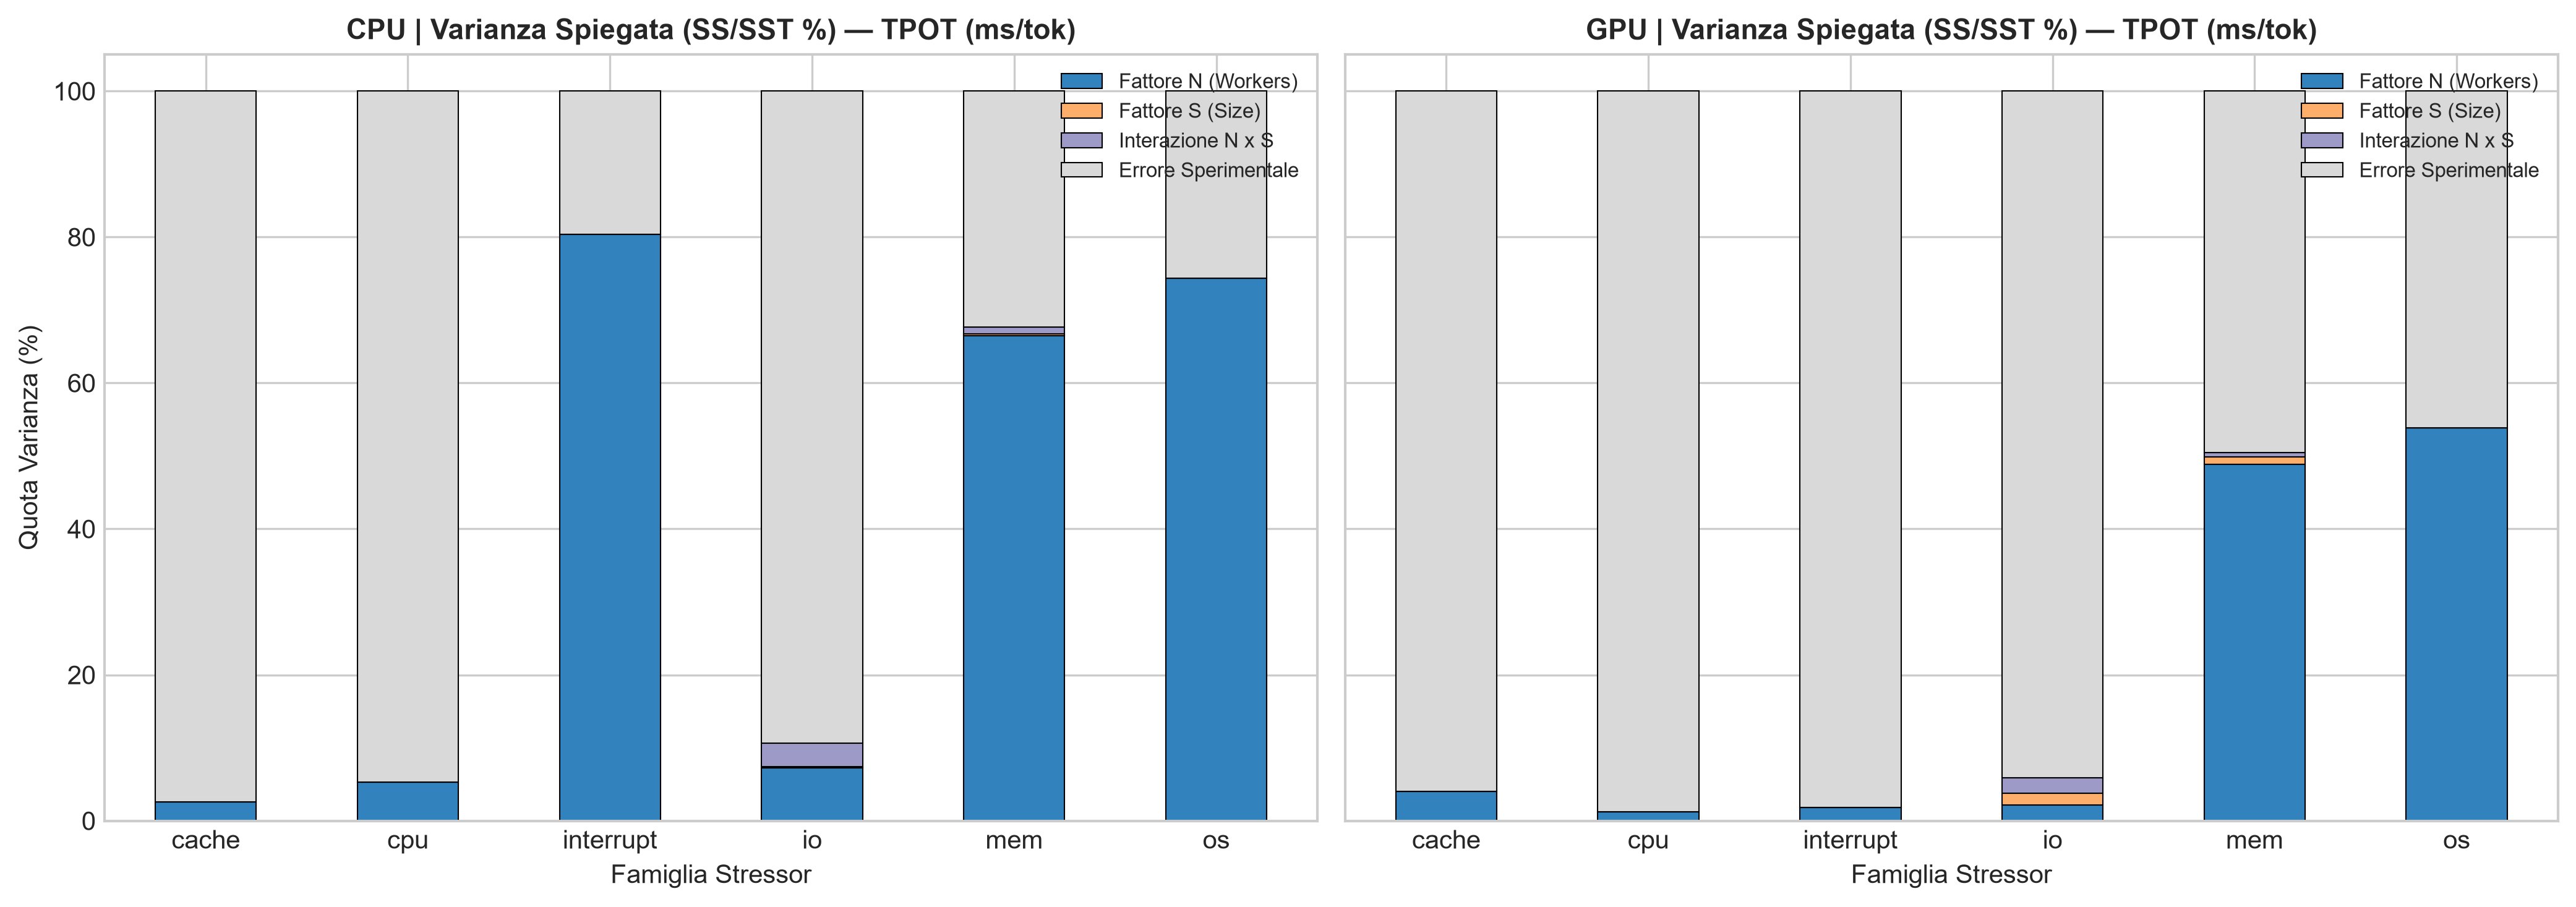 CPU | Varianza Spiegata (SS/SST %) — TPOT (ms/tok)
Fattore N (Workers)
Fattore S (Size)
Interazione N x S
Errore Sperimentale
Quota Varianza (%)
100
80
60
40
20
0
cache cpu interrupt io mem os
Famiglia Stressor
GPU | Varianza Spiegata (SS/SST %) — TPOT (ms/tok)
Fattore N (Workers)
Fattore S (Size)
Interazione N x S
Errore Sperimentale
cache cpu interrupt io mem os
Famiglia Stressor